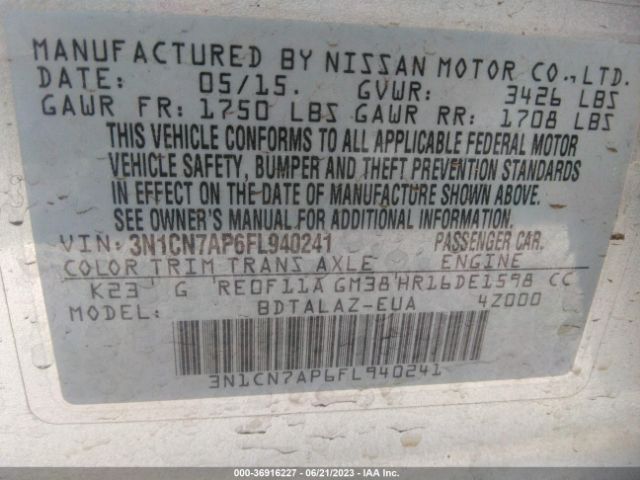 MANUFACTURED BY NISSAN MOTOR CO., LTD.
DATE: 05/15. GVWR: 3426 LBS
GAWR FR: 1750 LBS GAWR RR: 1708 LBS
THIS VEHICLE CONFORMS TO ALL APPLICABLE FEDERAL MOTOR
VEHICLE SAFETY, BUMPER AND THEFT PREVENTION STANDARDS
IN EFFECT ON THE DATE OF MANUFACTURE SHOWN ABOVE.
SEE OWNER'S MANUAL FOR ADDITIONAL INFORMATION.
VIN: 3N1CN7AP6FL940241 PASSENGER CAR.
COLOR TRIM TRANS AXLE ENGINE
K23 G RE0F11A GM38 HR16DE1598 CC
MODEL: BDTALAZ-EUA 4Z000
3N1CN7AP6FL940241
000-36916227 - 06/21/2023 - IAA Inc.